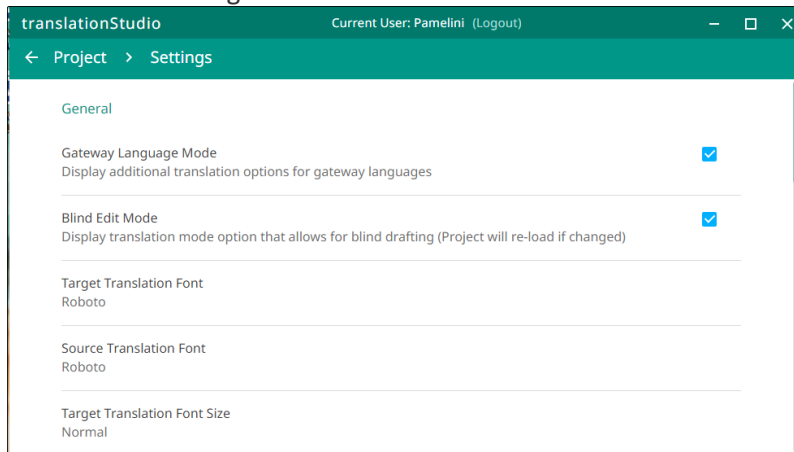 translationStudio Current User: Pamelini (Logout)
Project > Settings
General
Gateway Language Mode
Display additional translation options for gateway languages
Blind Edit Mode
Display translation mode option that allows for blind drafting (Project will re-load if changed)
Target Translation Font
Roboto
Source Translation Font
Roboto
Target Translation Font Size
Normal